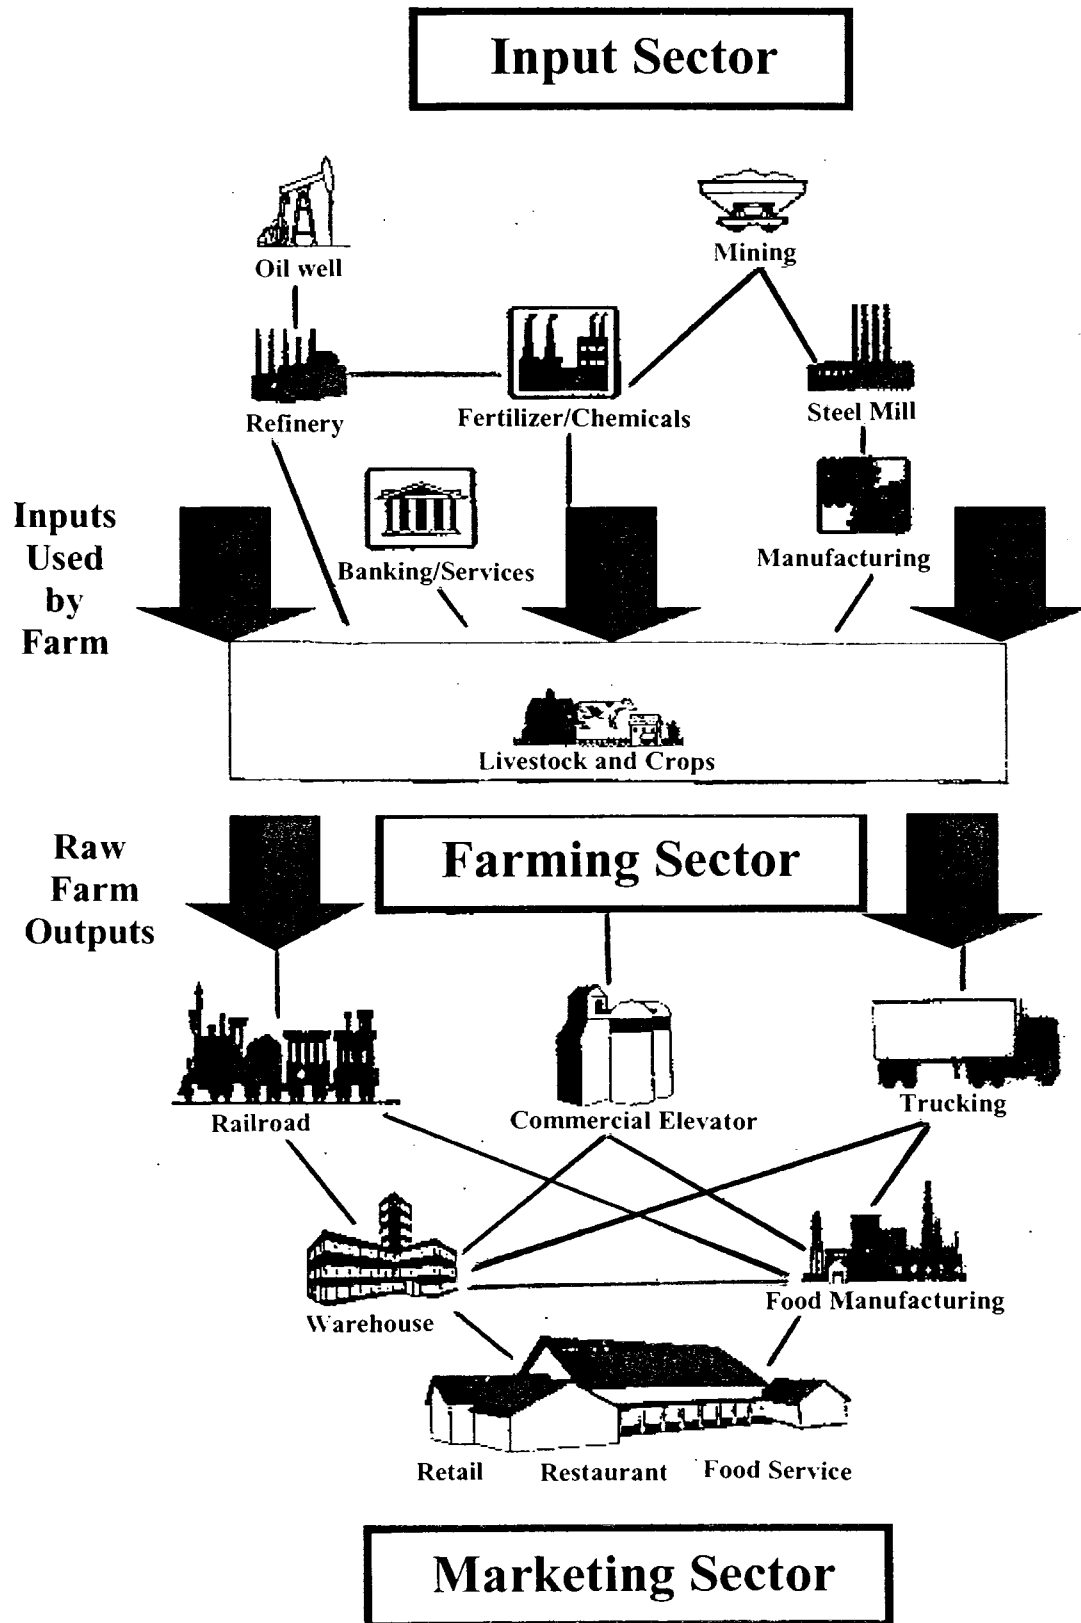 Input Sector
Oil well
Mining
Refinery
Fertilizer/Chemicals
Steel Mill
Inputs
Used
by
Farm
Banking/Services
Manufacturing
Livestock and Crops
Raw
Farm
Outputs
Farming Sector
Railroad
Commercial Elevator
Trucking
Warehouse
Food Manufacturing
Retail Restaurant Food Service
Marketing Sector